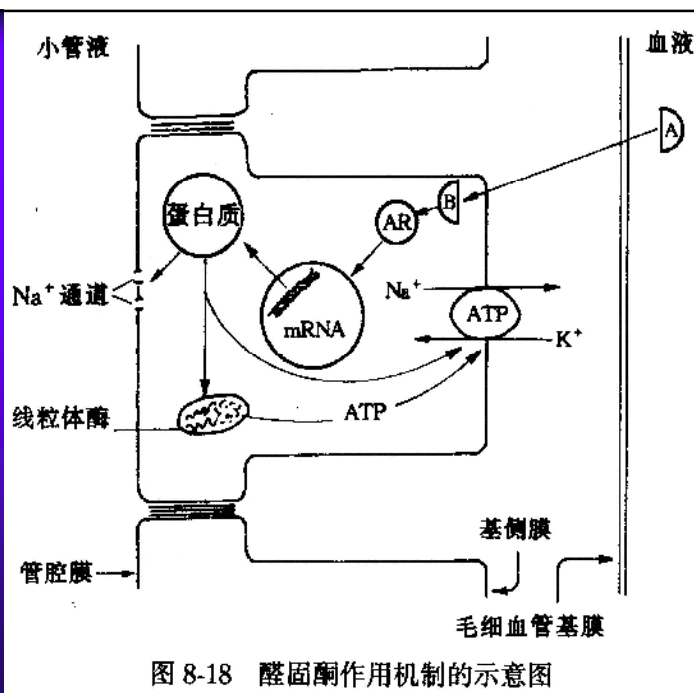 小管液
血液
A
蛋白质
B
AR
Na⁺通道
Na⁺
mRNA
ATP
K⁺
线粒体酶
ATP
基侧膜
管腔膜
毛细血管基膜
图 8-18 醛固酮作用机制的示意图